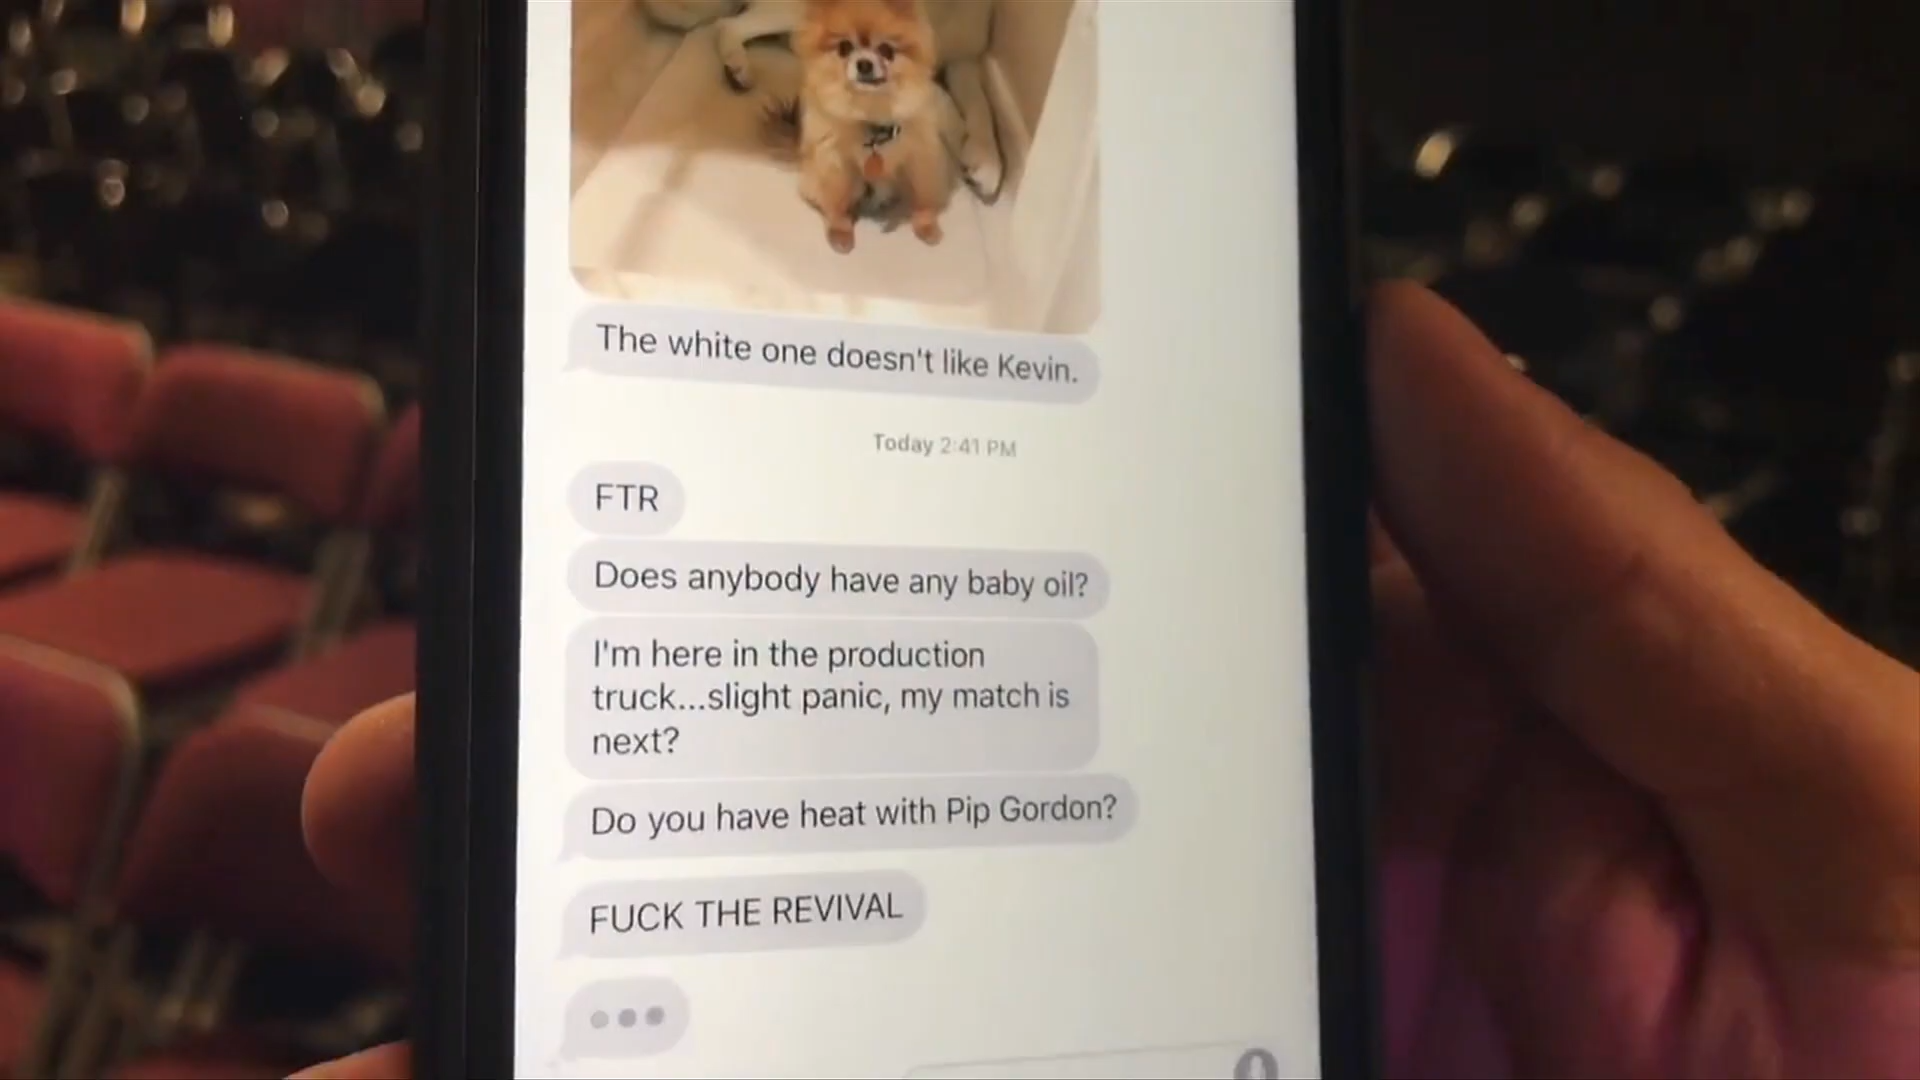 The white one doesn't like Kevin.
Today 2:41 PM
FTR
Does anybody have any baby oil?
I'm here in the production
truck...slight panic, my match is
next?
Do you have heat with Pip Gordon?
FUCK THE REVIVAL